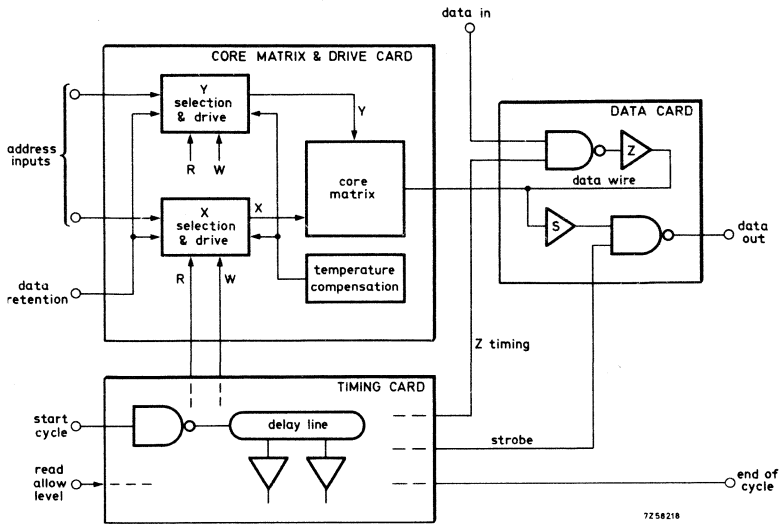 data in
CORE MATRIX & DRIVE CARD
Y
selection
& drive
Y
DATA CARD
address
inputs
R W
Z
core
matrix
data wire
X
selection
& drive
X
S
data
out
data
retention
R W
temperature
compensation
Z timing
TIMING CARD
start
cycle
delay line
strobe
read
allow
level
end of
cycle
7Z58218